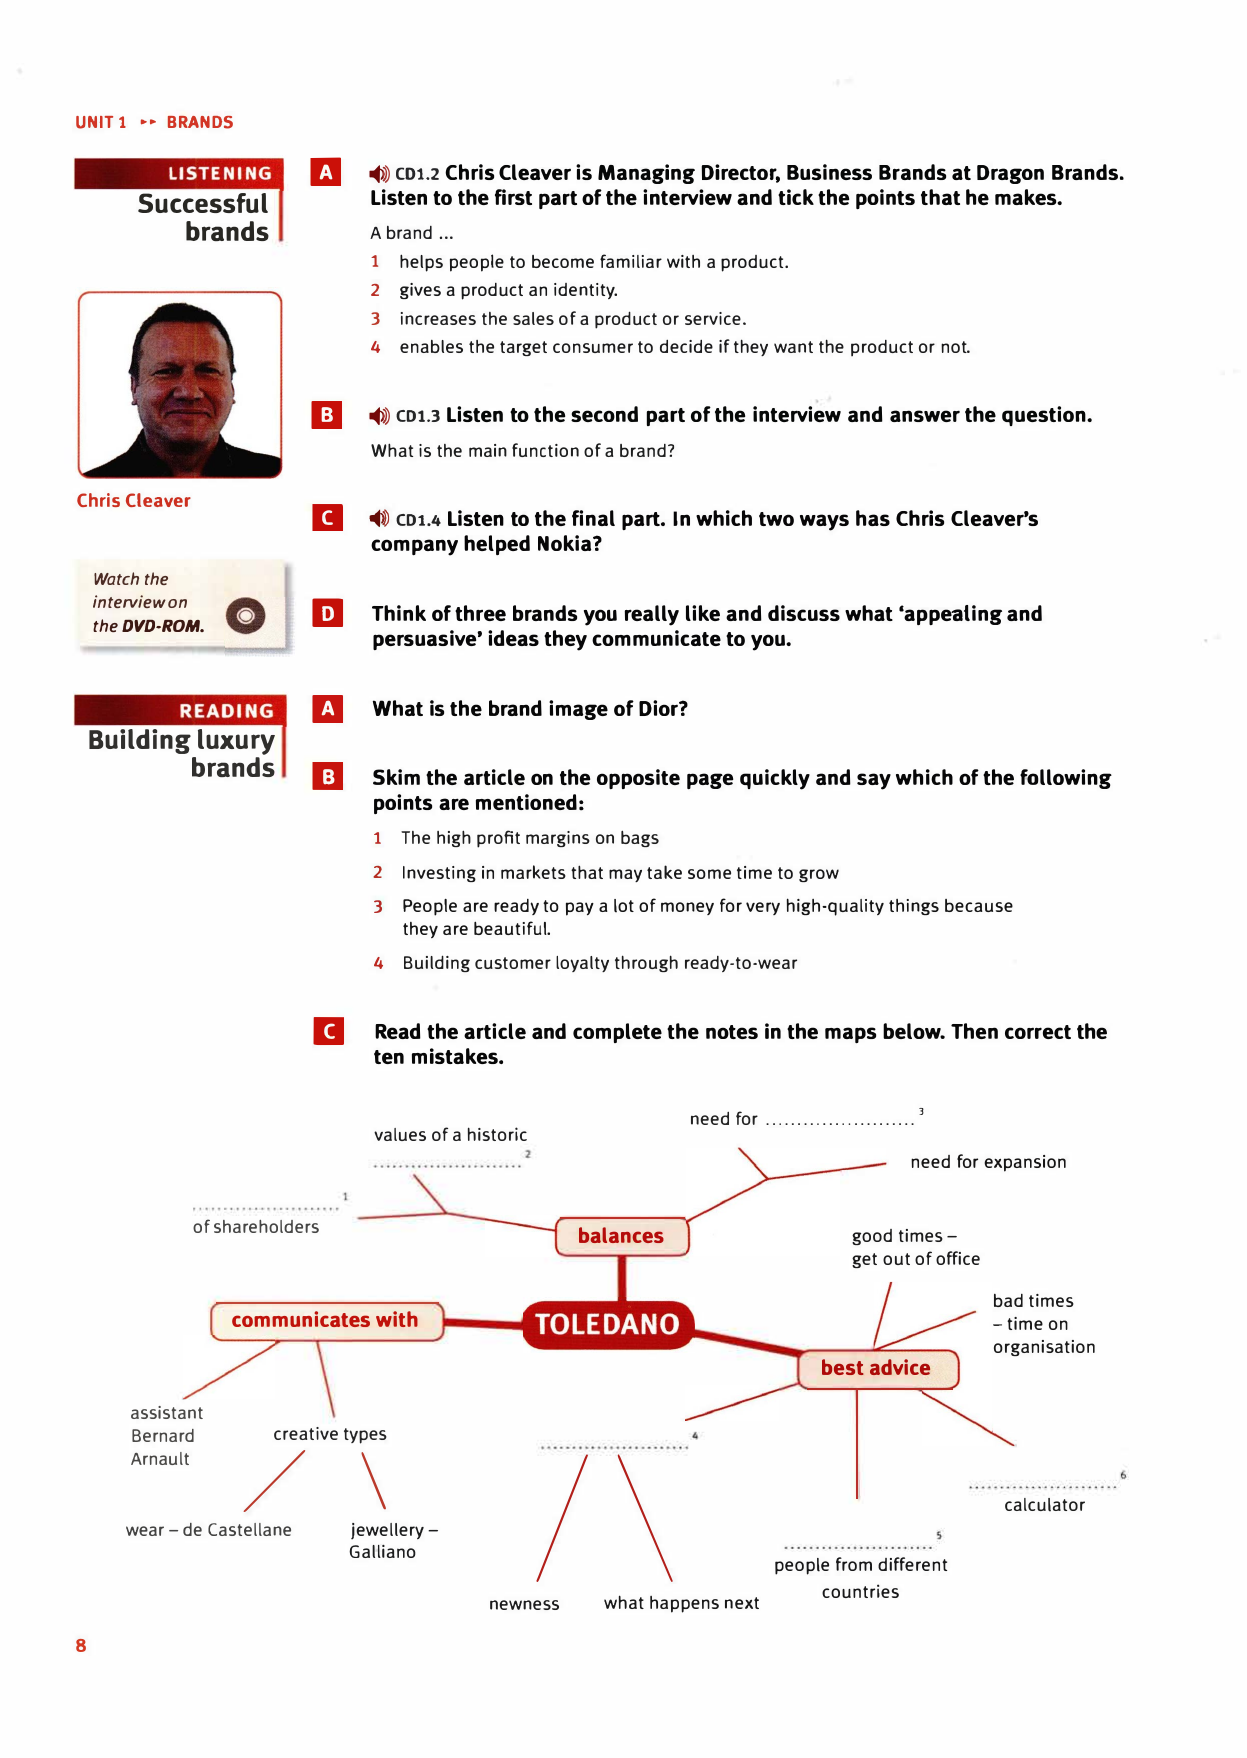 UNIT 1 ▸▸ BRANDS
LISTENING
Successful
brands
A
CD1.2 Chris Cleaver is Managing Director, Business Brands at Dragon Brands.
Listen to the first part of the interview and tick the points that he makes.
A brand ...
1 helps people to become familiar with a product.
2 gives a product an identity.
3 increases the sales of a product or service.
4 enables the target consumer to decide if they want the product or not.
B
CD1.3 Listen to the second part of the interview and answer the question.
What is the main function of a brand?
Chris Cleaver
C
CD1.4 Listen to the final part. In which two ways has Chris Cleaver's
company helped Nokia?
Watch the
interview on
the DVD-ROM.
D
Think of three brands you really like and discuss what 'appealing and
persuasive' ideas they communicate to you.
READING
Building luxury
brands
A
What is the brand image of Dior?
B
Skim the article on the opposite page quickly and say which of the following
points are mentioned:
1 The high profit margins on bags
2 Investing in markets that may take some time to grow
3 People are ready to pay a lot of money for very high-quality things because
they are beautiful.
4 Building customer loyalty through ready-to-wear
C
Read the article and complete the notes in the maps below. Then correct the
ten mistakes.
need for ........................ 3
values of a historic
........................ 2
need for expansion
........................ 1
of shareholders
balances
good times –
get out of office
communicates with
TOLEDANO
bad times
– time on
organisation
best advice
assistant
Bernard
Arnault
creative types
........................ 4
........................ 6
calculator
wear – de Castellane
jewellery –
Galliano
........................ 5
people from different
countries
newness
what happens next
8